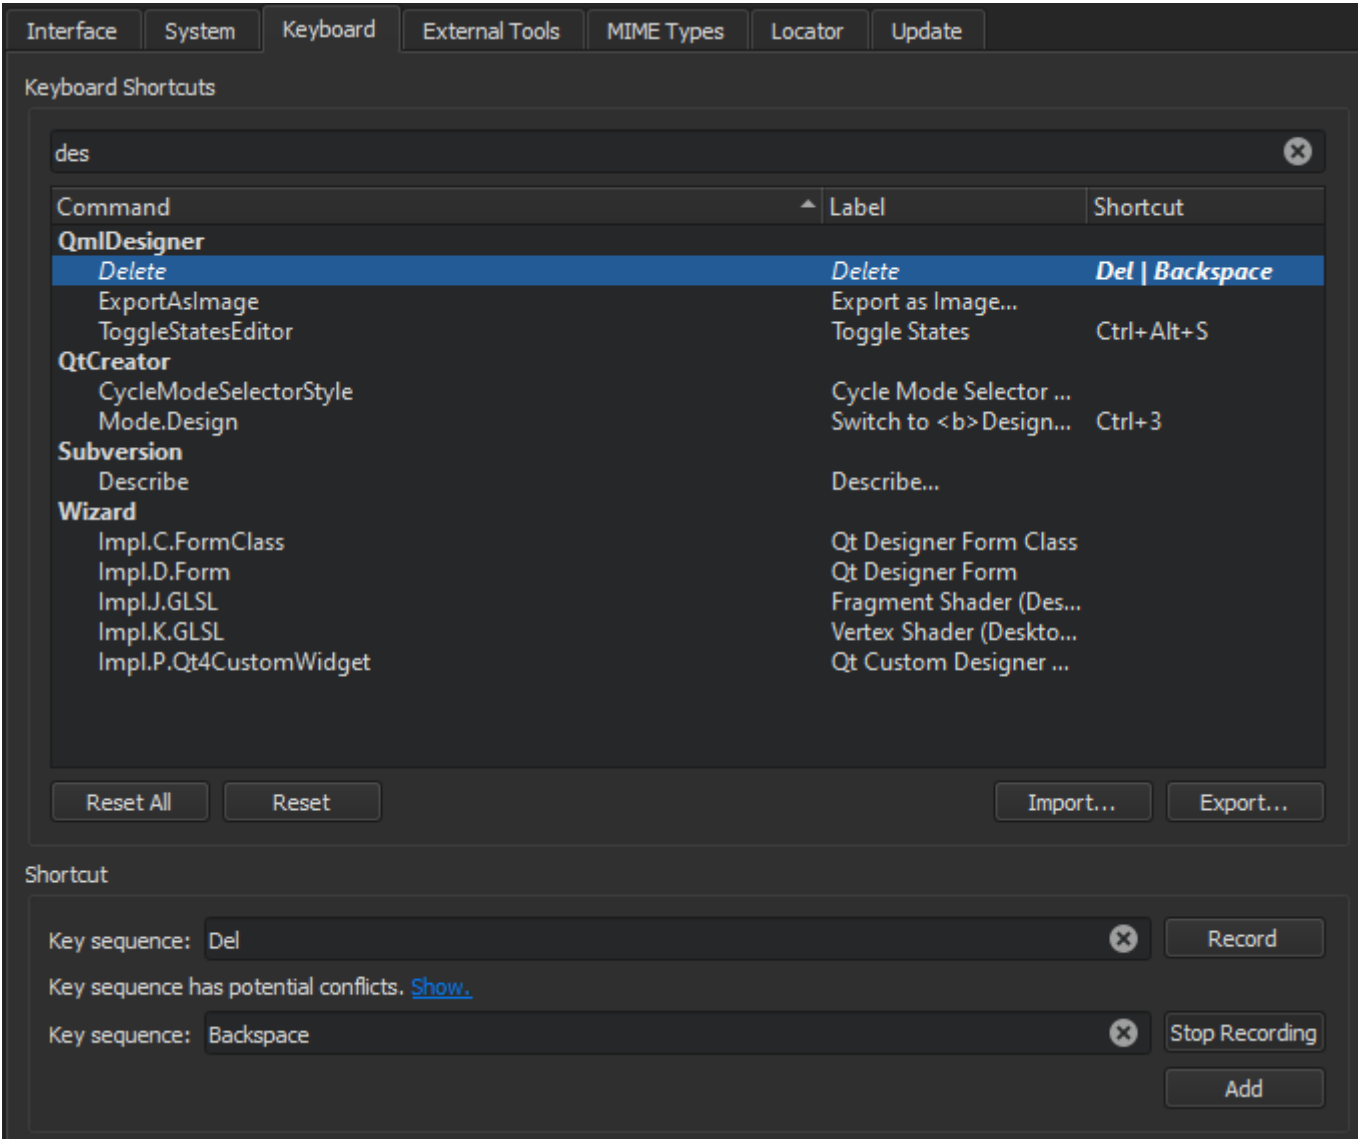 Interface System Keyboard External Tools MIME Types Locator Update
Keyboard Shortcuts
des
Command Label Shortcut
QmlDesigner
Delete Delete Del | Backspace
ExportAsImage Export as Image...
ToggleStatesEditor Toggle States Ctrl+Alt+S
QtCreator
CycleModeSelectorStyle Cycle Mode Selector ...
Mode.Design Switch to <b>Design... Ctrl+3
Subversion
Describe Describe...
Wizard
Impl.C.FormClass Qt Designer Form Class
Impl.D.Form Qt Designer Form
Impl.J.GLSL Fragment Shader (Des...
Impl.K.GLSL Vertex Shader (Deskto...
Impl.P.Qt4CustomWidget Qt Custom Designer ...
Reset All Reset Import... Export...
Shortcut
Key sequence: Del Record
Key sequence has potential conflicts. Show.
Key sequence: Backspace Stop Recording
Add